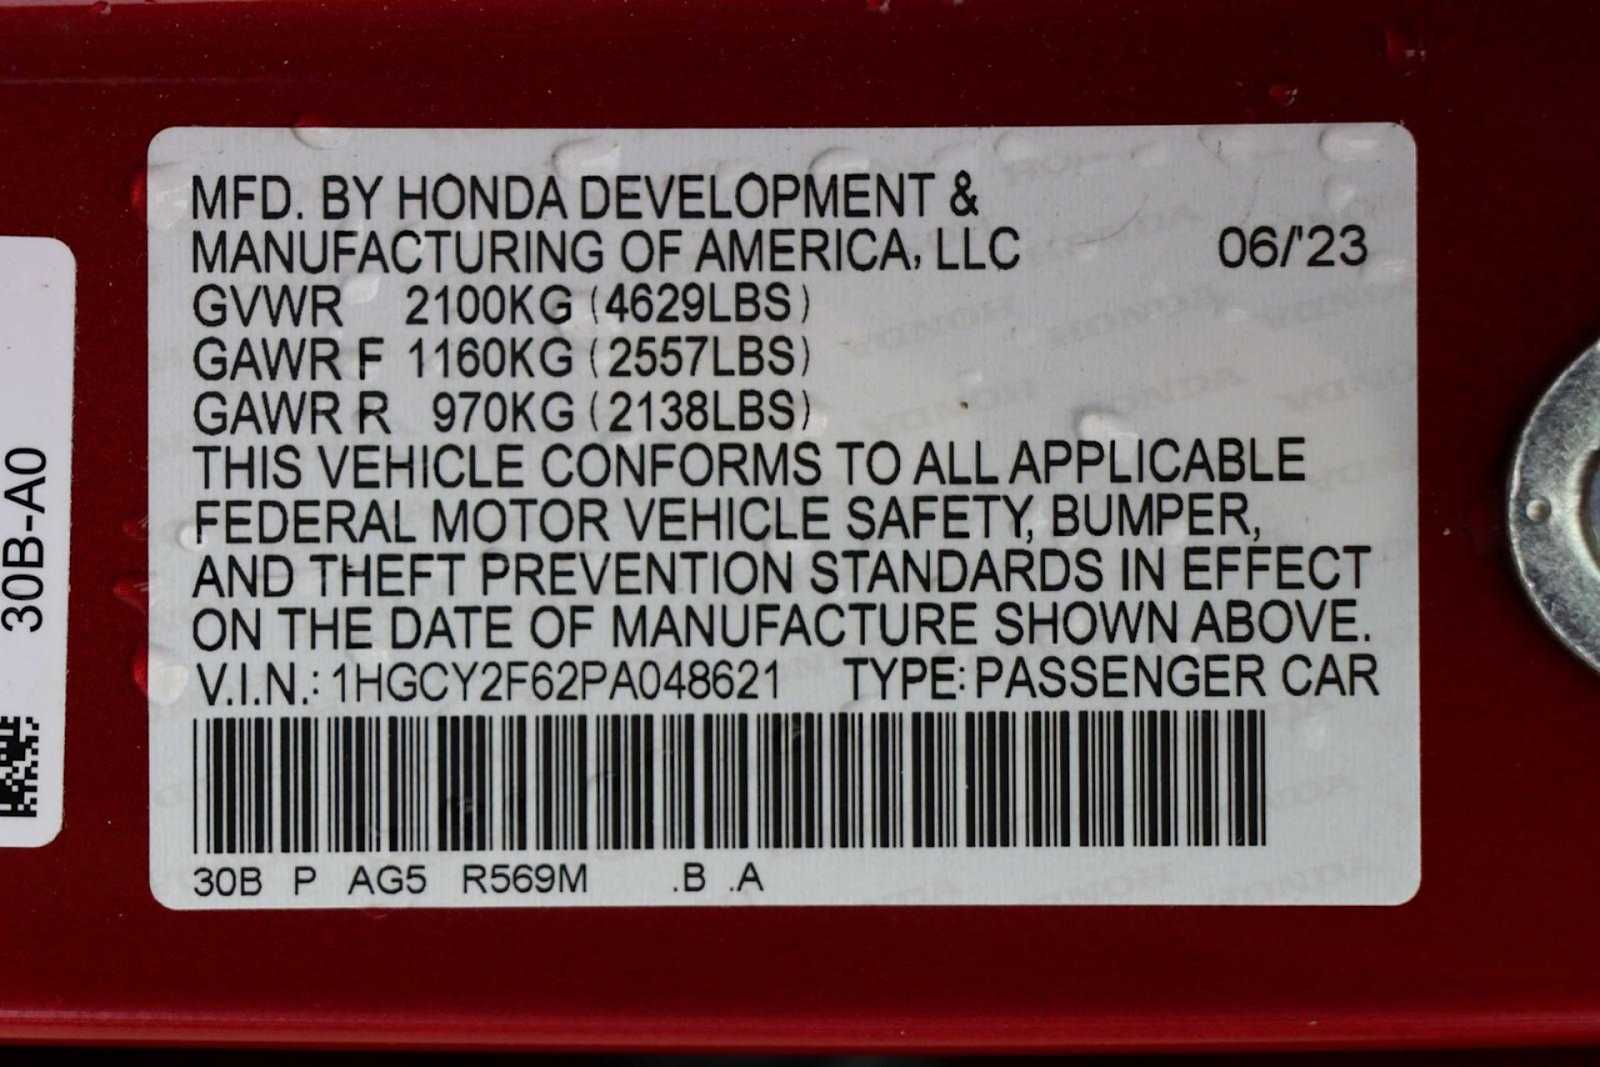 MFD. BY HONDA DEVELOPMENT &
MANUFACTURING OF AMERICA, LLC 06/'23
GVWR 2100KG (4629LBS)
GAWR F 1160KG (2557LBS)
GAWR R 970KG (2138LBS)
THIS VEHICLE CONFORMS TO ALL APPLICABLE
FEDERAL MOTOR VEHICLE SAFETY, BUMPER,
AND THEFT PREVENTION STANDARDS IN EFFECT
ON THE DATE OF MANUFACTURE SHOWN ABOVE.
V.I.N.: 1HGCY2F62PA048621 TYPE: PASSENGER CAR
30B P AG5 R569M .B .A
30B-A0